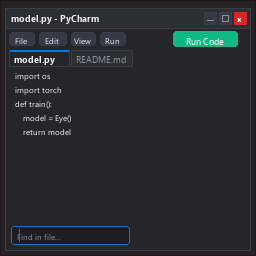 model.py - PyCharm
File Edit View Run Run Code
model.py README.md
import os
import torch
def train():
model = Eye()
return model
Find in file...